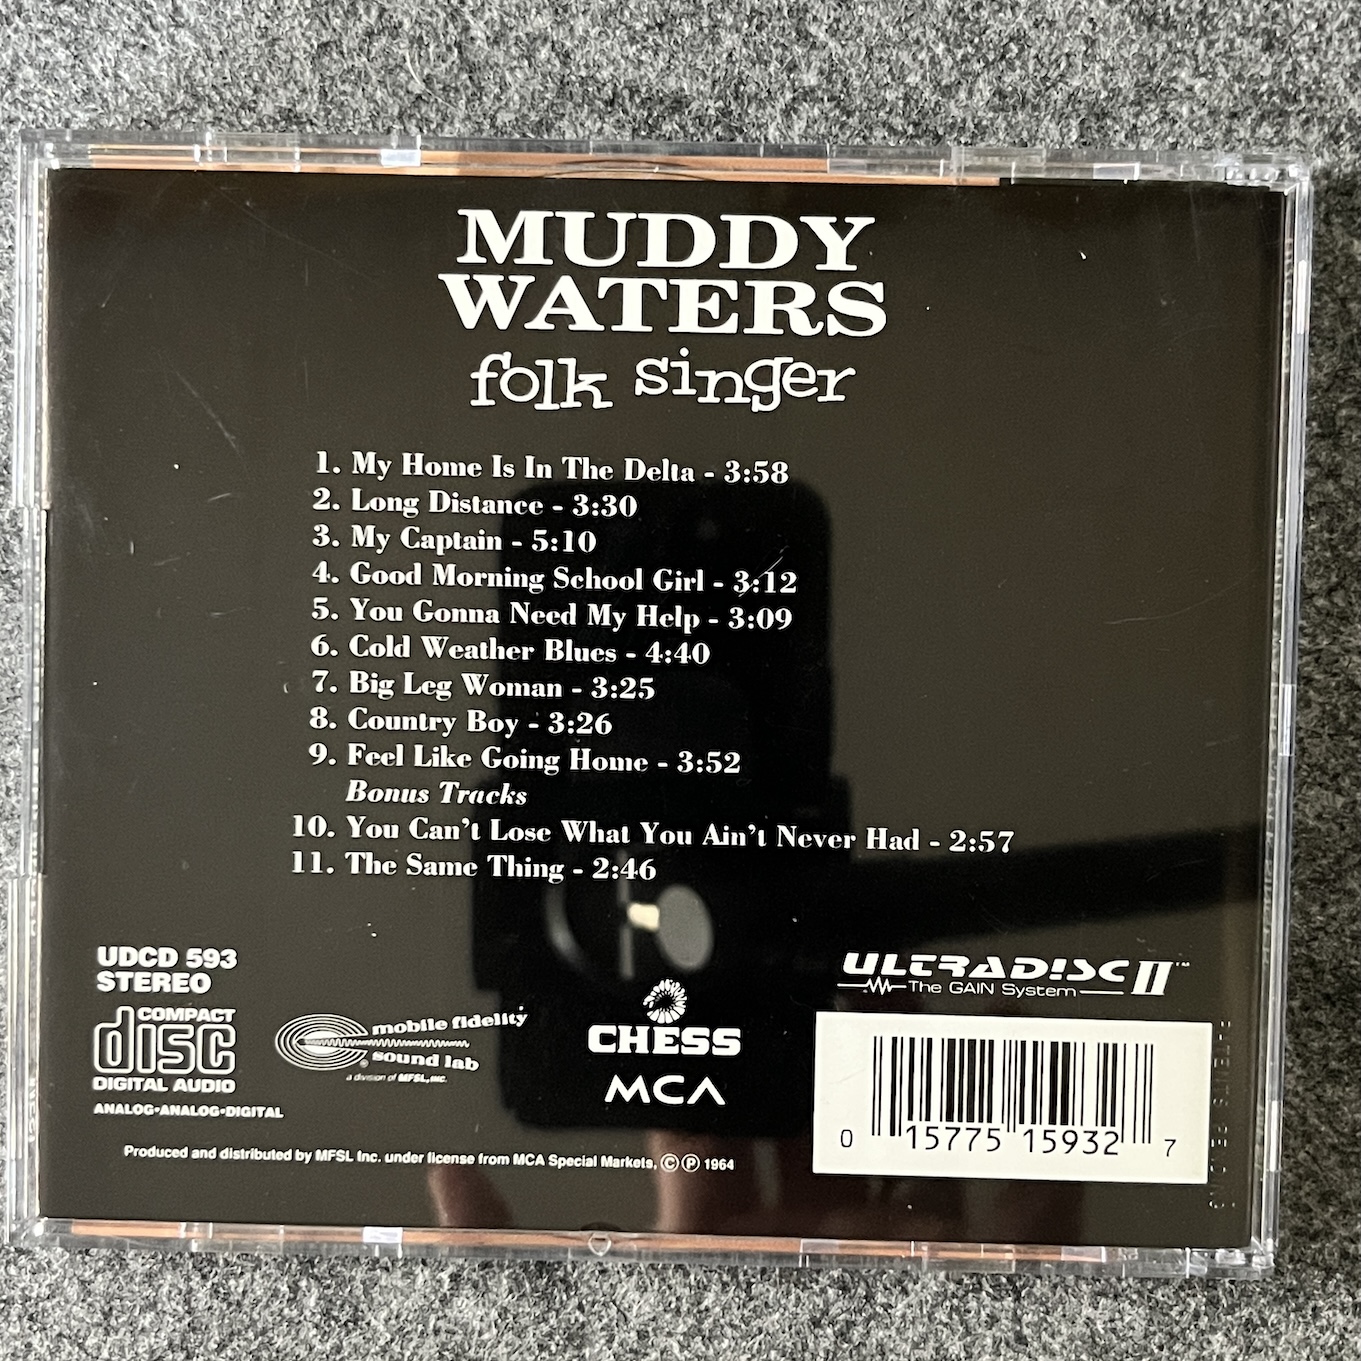 MUDDY
WATERS
folk singer
1. My Home Is In The Delta - 3:58
2. Long Distance - 3:30
3. My Captain - 5:10
4. Good Morning School Girl - 3:12
5. You Gonna Need My Help - 3:09
6. Cold Weather Blues - 4:40
7. Big Leg Woman - 3:25
8. Country Boy - 3:26
9. Feel Like Going Home - 3:52
Bonus Tracks
10. You Can't Lose What You Ain't Never Had - 2:57
11. The Same Thing - 2:46
UDCD 593
STEREO
COMPACT
disc
DIGITAL AUDIO
ANALOG•ANALOG•DIGITAL
mobile fidelity
sound lab
®
a division of MFSL, INC.
CHESS
MCA
ULTRADISC II™
The GAIN System
0 15775 15932 7
Produced and distributed by MFSL Inc. under license from MCA Special Markets. Ⓒ Ⓟ 1964